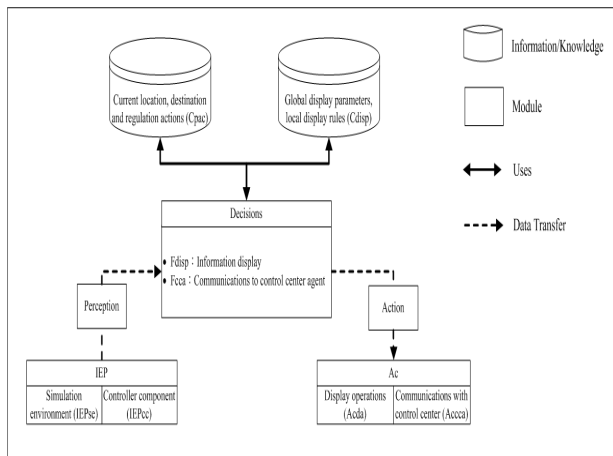 Current location, destination
and regulation actions (Cpac)
Global display parameters,
local display rules (Cdisp)
Information/Knowledge
Module
Uses
Data Transfer
Decisions
• Fdisp：Information display
• Fcca：Communications to control center agent
Perception
Action
IEP
Simulation
environment (IEPse)
Controller component
(IEPcc)
Ac
Display operations
(Acda)
Communications with
control center (Accca)